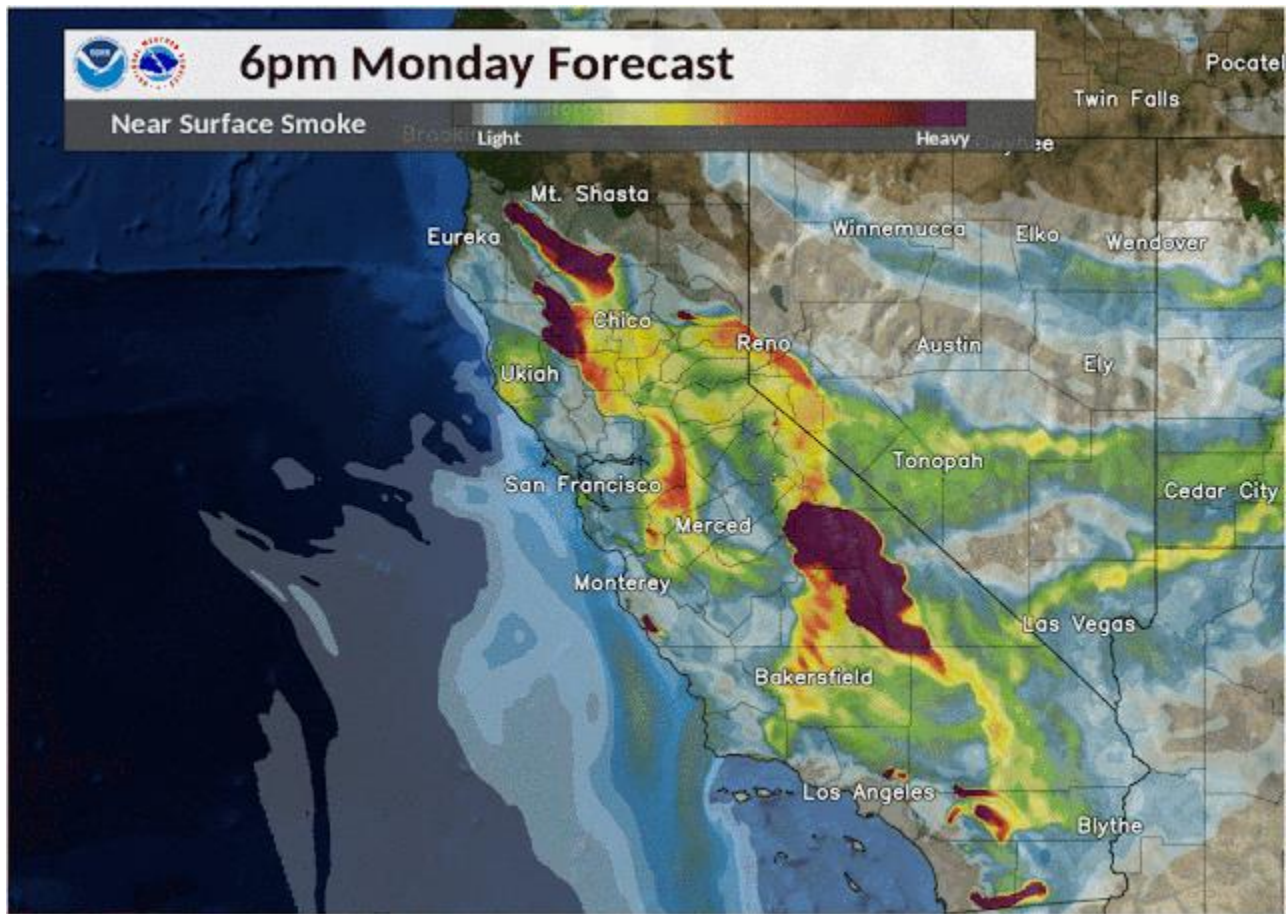 6pm Monday Forecast
Near Surface Smoke
Light
Heavy
Pocatel
Twin Falls
Mt. Shasta
Eureka
Winnemucca
Elko
Wendover
Chico
Reno
Austin
Ely
Ukiah
Tonopah
San Francisco
Cedar City
Merced
Monterey
Las Vegas
Bakersfield
Los Angeles
Blythe